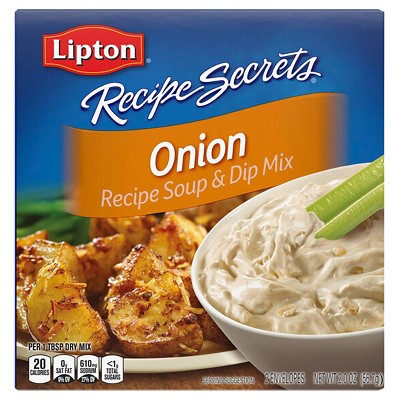 Lipton®
Recipe Secrets®
Onion
Recipe Soup & Dip Mix
PER 1 TBSP DRY MIX
20 CALORIES
0g SAT FAT 0% DV
610mg SODIUM 27% DV
<1g TOTAL SUGARS
SERVING SUGGESTION 2 ENVELOPES NET WT 2.0 OZ (56.7g)